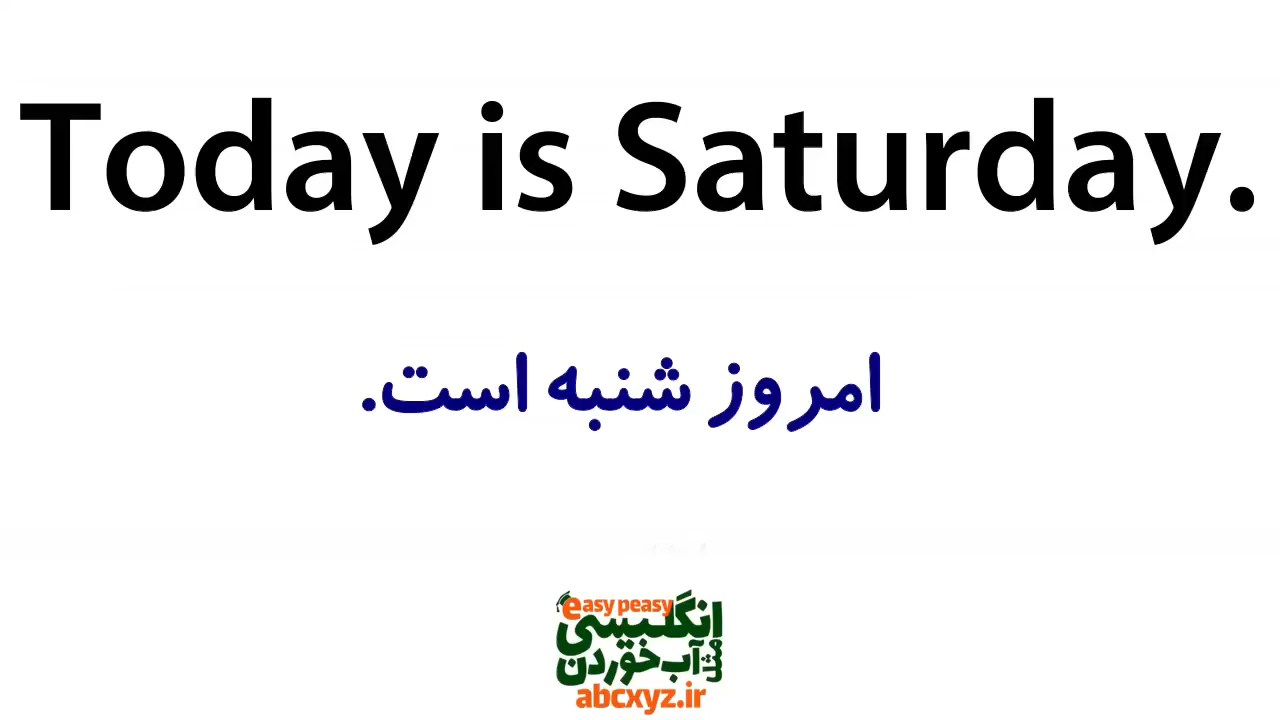 Today is Saturday.
امروز شنبه است.
easy peasy
انگلیسی
مثل آب خوردن
abcxyz.ir